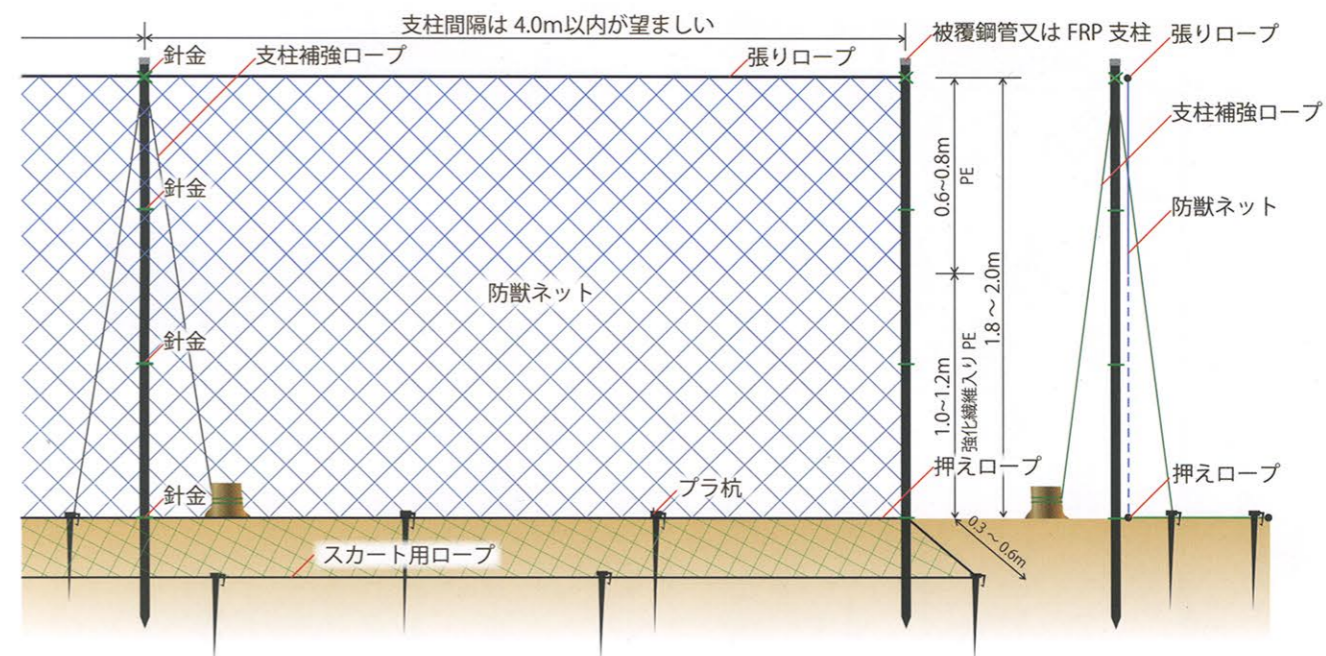 支柱間隔は 4.0m以内が望ましい
針金
支柱補強ロープ
張りロープ
被覆鋼管又は FRP 支柱
張りロープ
支柱補強ロープ
0.6~0.8m
PE
針金
防獣ネット
1.8～2.0m
防獣ネット
針金
1.0~1.2m
強化繊維入り PE
押えロープ
押えロープ
プラ杭
針金
0.3～0.6m
スカート用ロープ